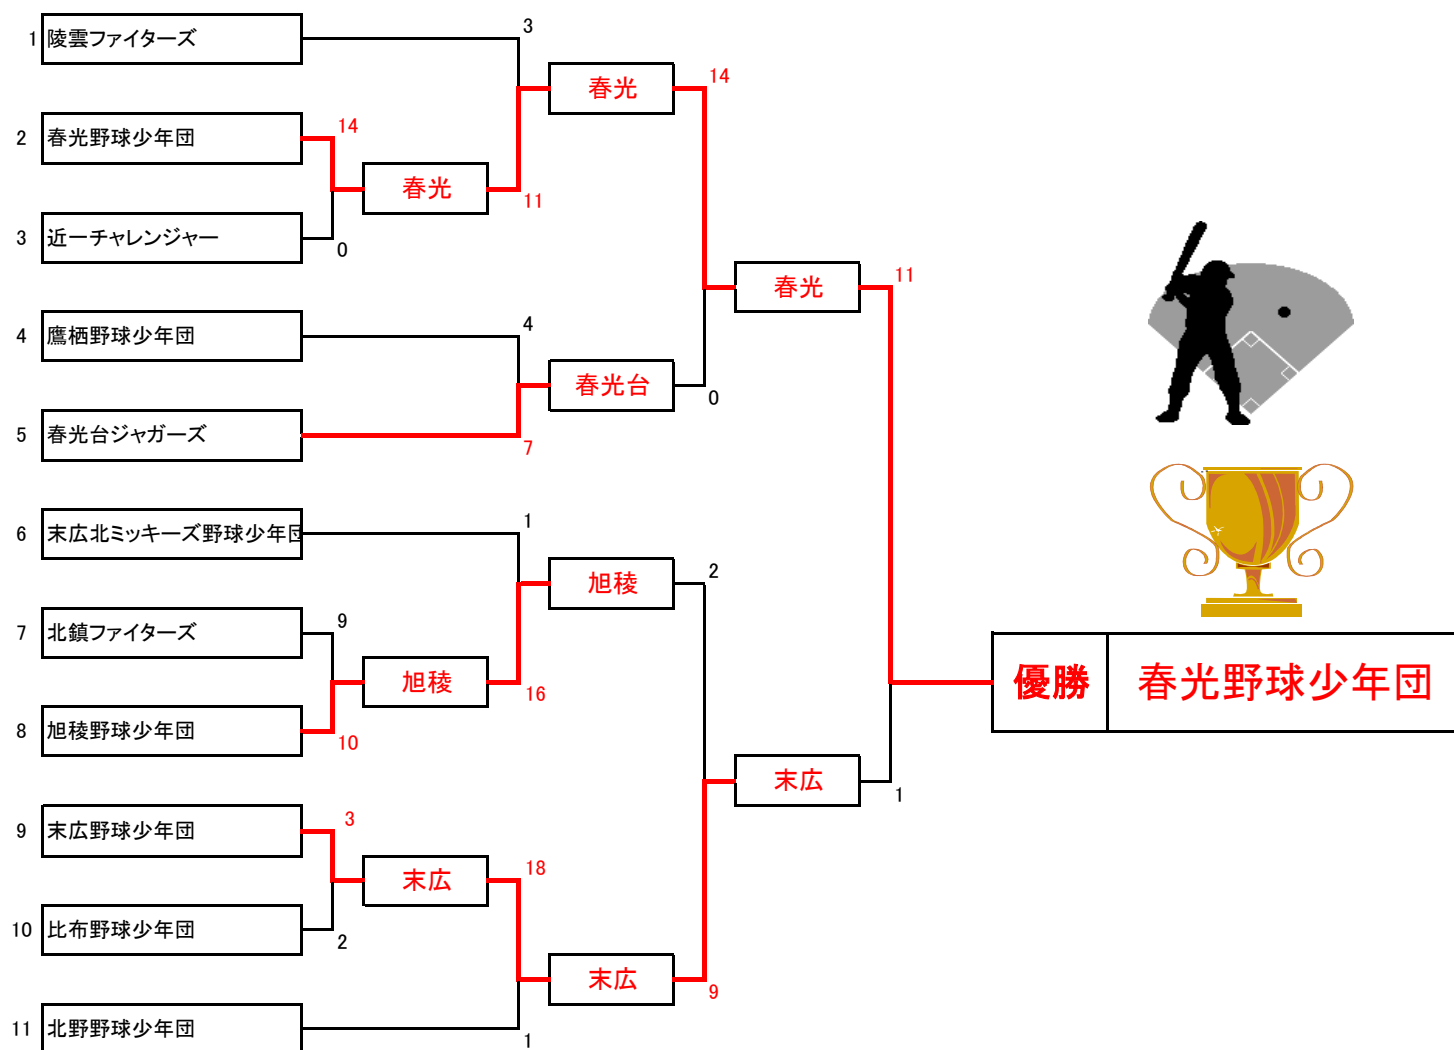 1 陵雲ファイターズ
3
春光
14
2 春光野球少年団
14
春光
11
3 近一チャレンジャー
0
春光
11
4 鷹栖野球少年団
4
春光台
0
5 春光台ジャガーズ
7
6 末広北ミッキーズ野球少年団
1
旭稜
2
7 北鎮ファイターズ
9
旭稜
16
優勝 春光野球少年団
8 旭稜野球少年団
10
末広
1
9 末広野球少年団
3
末広
18
10 比布野球少年団
2
末広
9
11 北野野球少年団
1